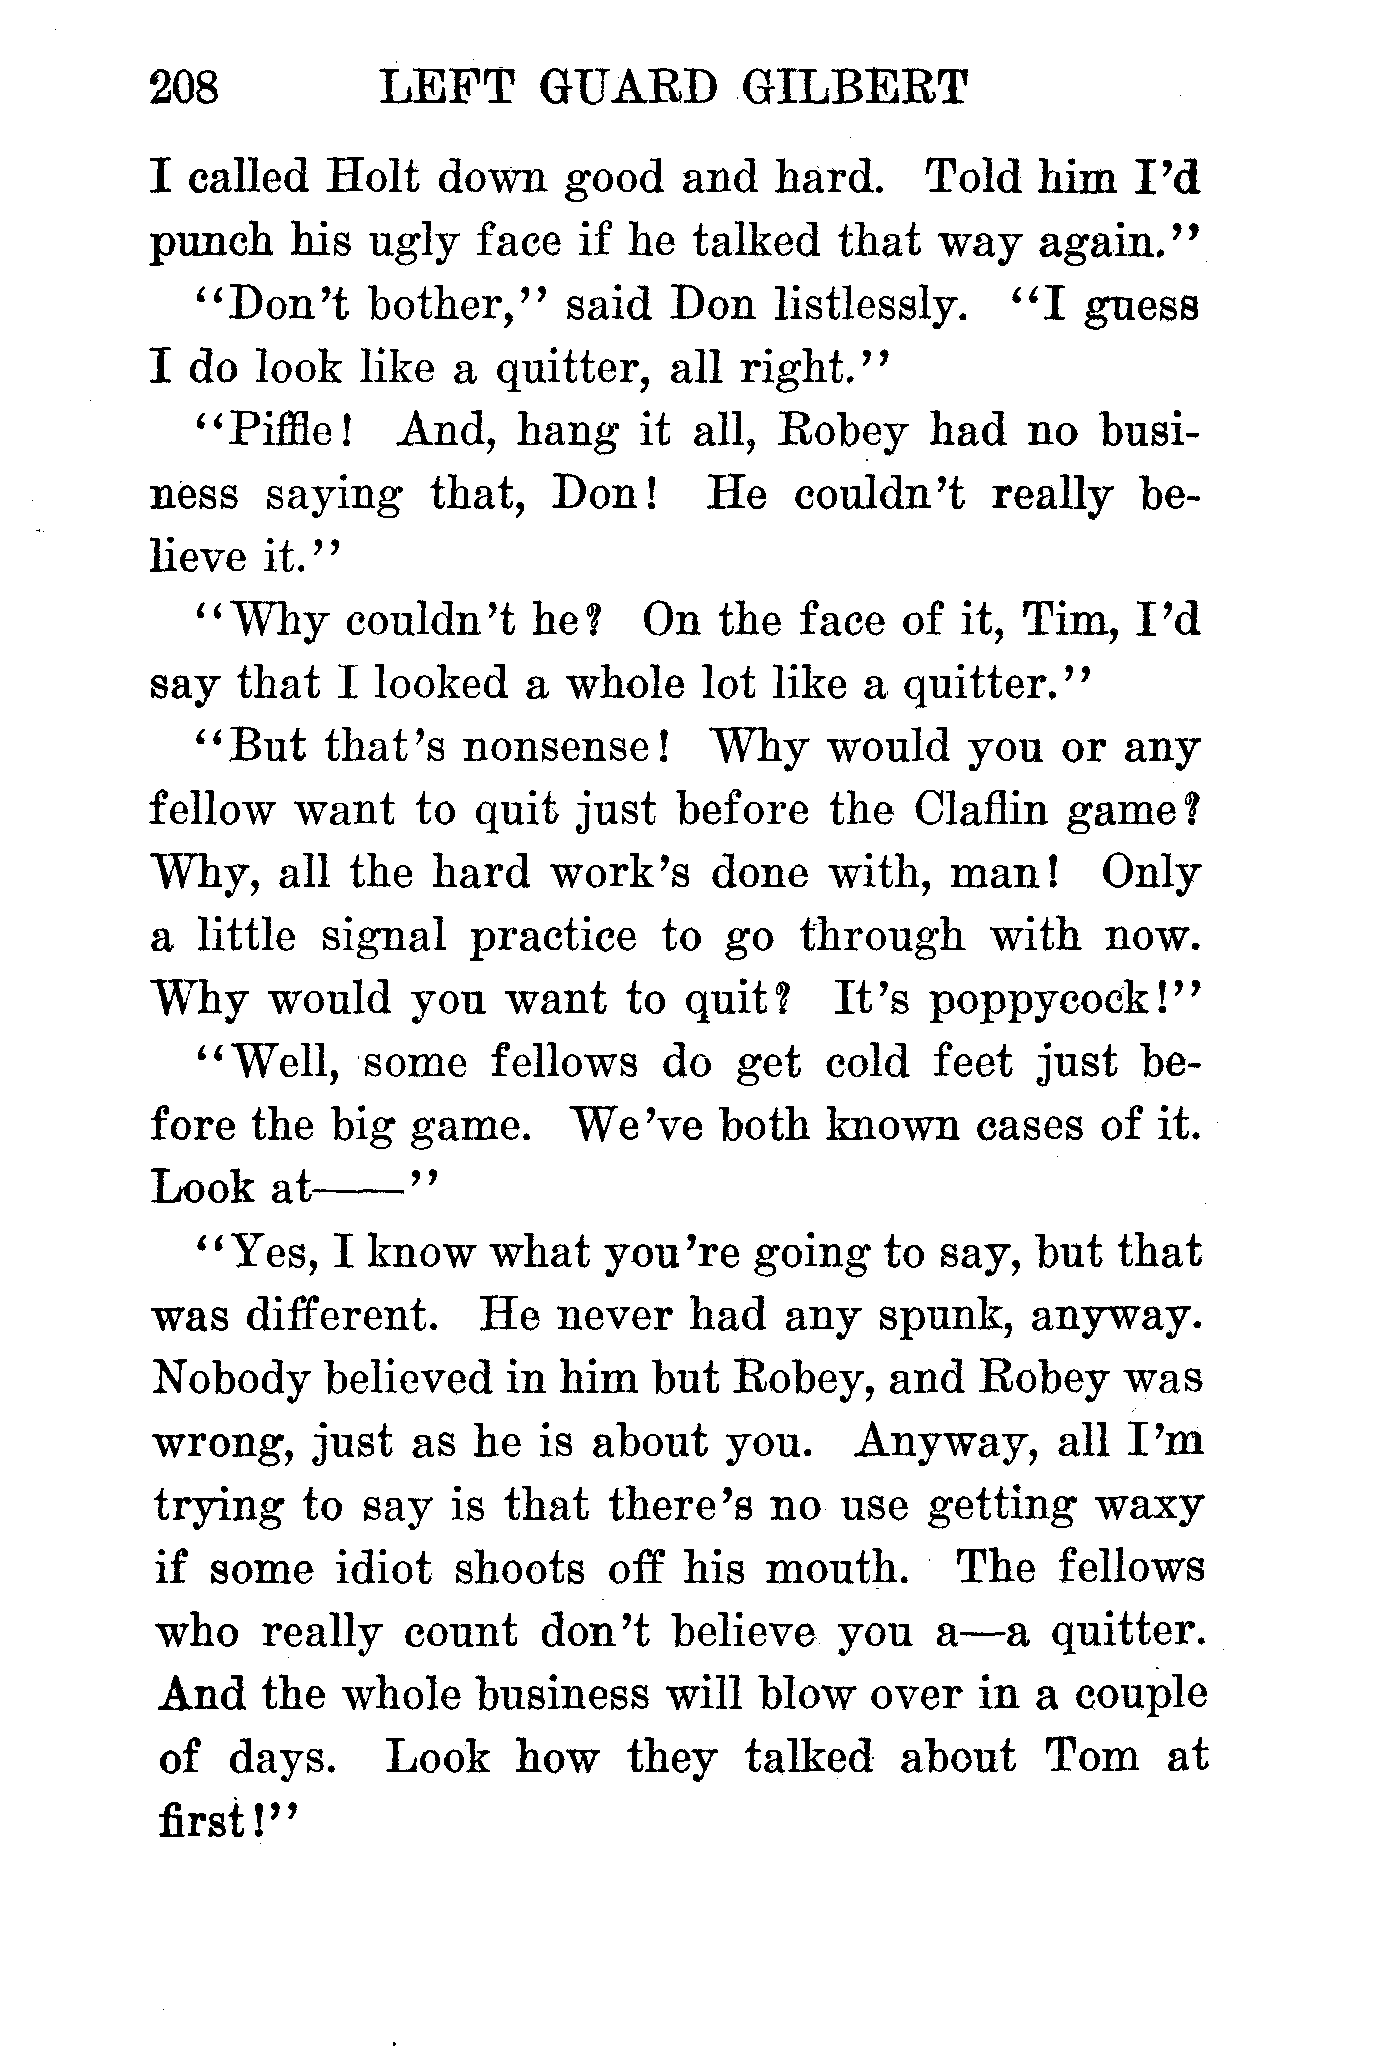 208 LEFT GUARD GILBERT
I called Holt down good and hard. Told him I'd
punch his ugly face if he talked that way again."
"Don't bother," said Don listlessly. "I guess
I do look like a quitter, all right."
"Piffle! And, hang it all, Robey had no busi-
ness saying that, Don! He couldn't really be-
lieve it."
"Why couldn't he? On the face of it, Tim, I'd
say that I looked a whole lot like a quitter."
"But that's nonsense! Why would you or any
fellow want to quit just before the Claflin game?
Why, all the hard work's done with, man! Only
a little signal practice to go through with now.
Why would you want to quit? It's poppycock!"
"Well, some fellows do get cold feet just be-
fore the big game. We've both known cases of it.
Look at——"
"Yes, I know what you're going to say, but that
was different. He never had any spunk, anyway.
Nobody believed in him but Robey, and Robey was
wrong, just as he is about you. Anyway, all I'm
trying to say is that there's no use getting waxy
if some idiot shoots off his mouth. The fellows
who really count don't believe you a—a quitter.
And the whole business will blow over in a couple
of days. Look how they talked about Tom at
first!"